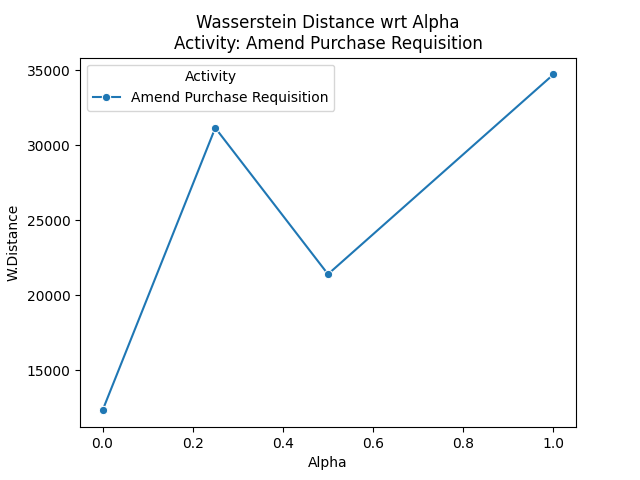 Wasserstein Distance wrt Alpha
Activity: Amend Purchase Requisition
Activity
Amend Purchase Requisition
W.Distance
35000
30000
25000
20000
15000
0.0 0.2 0.4 0.6 0.8 1.0
Alpha